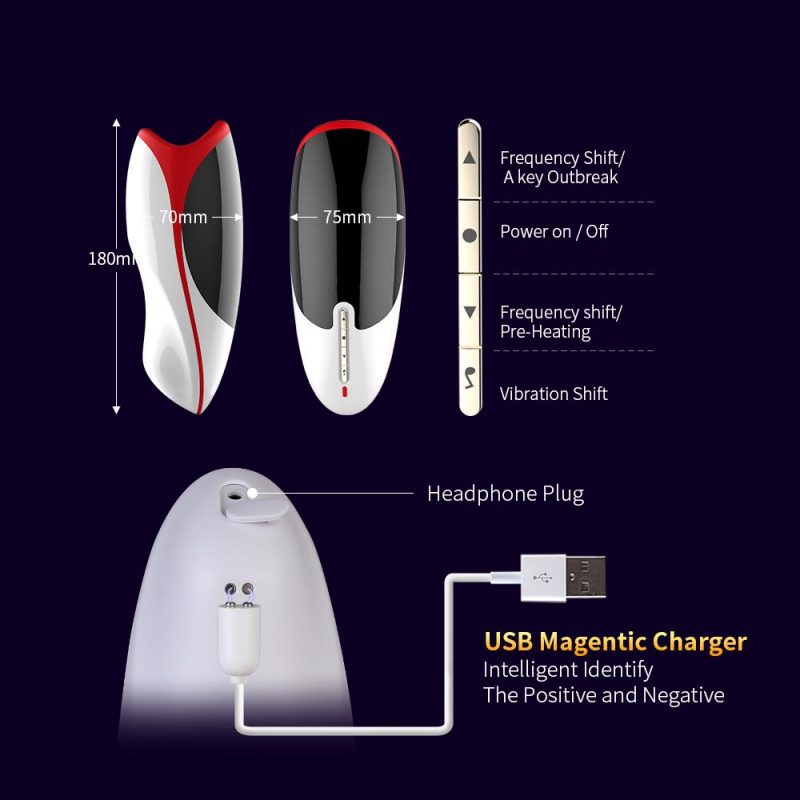 70mm
75mm
180mm
Frequency Shift/
A key Outbreak
Power on / Off
Frequency shift/
Pre-Heating
Vibration Shift
Headphone Plug
USB Magentic Charger
Intelligent Identify
The Positive and Negative